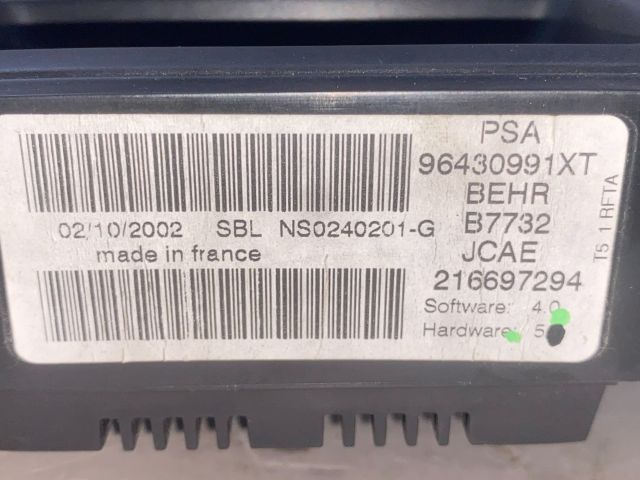 PSA
96430991XT
BEHR
B7732
JCAE
216697294
Software: 4.0
Hardware: 5
02/10/2002 SBL NS0240201-G
made in france
T5 1 RFTA